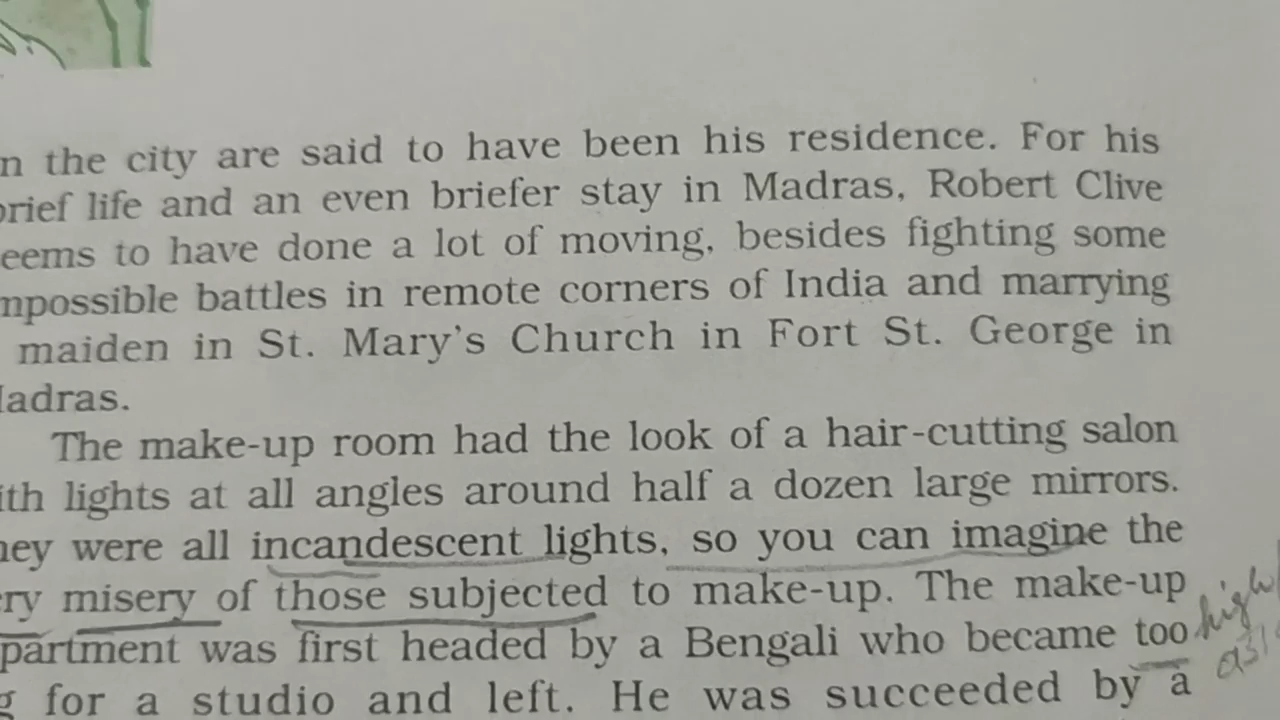 n the city are said to have been his residence. For his
rief life and an even briefer stay in Madras, Robert Clive
eems to have done a lot of moving, besides fighting some
mpossible battles in remote corners of India and marrying
maiden in St. Mary's Church in Fort St. George in
adras.
The make-up room had the look of a hair-cutting salon
ith lights at all angles around half a dozen large mirrors.
hey were all incandescent lights, so you can imagine the
ry misery of those subjected to make-up. The make-up
partment was first headed by a Bengali who became too
g for a studio and left. He was succeeded by a
high